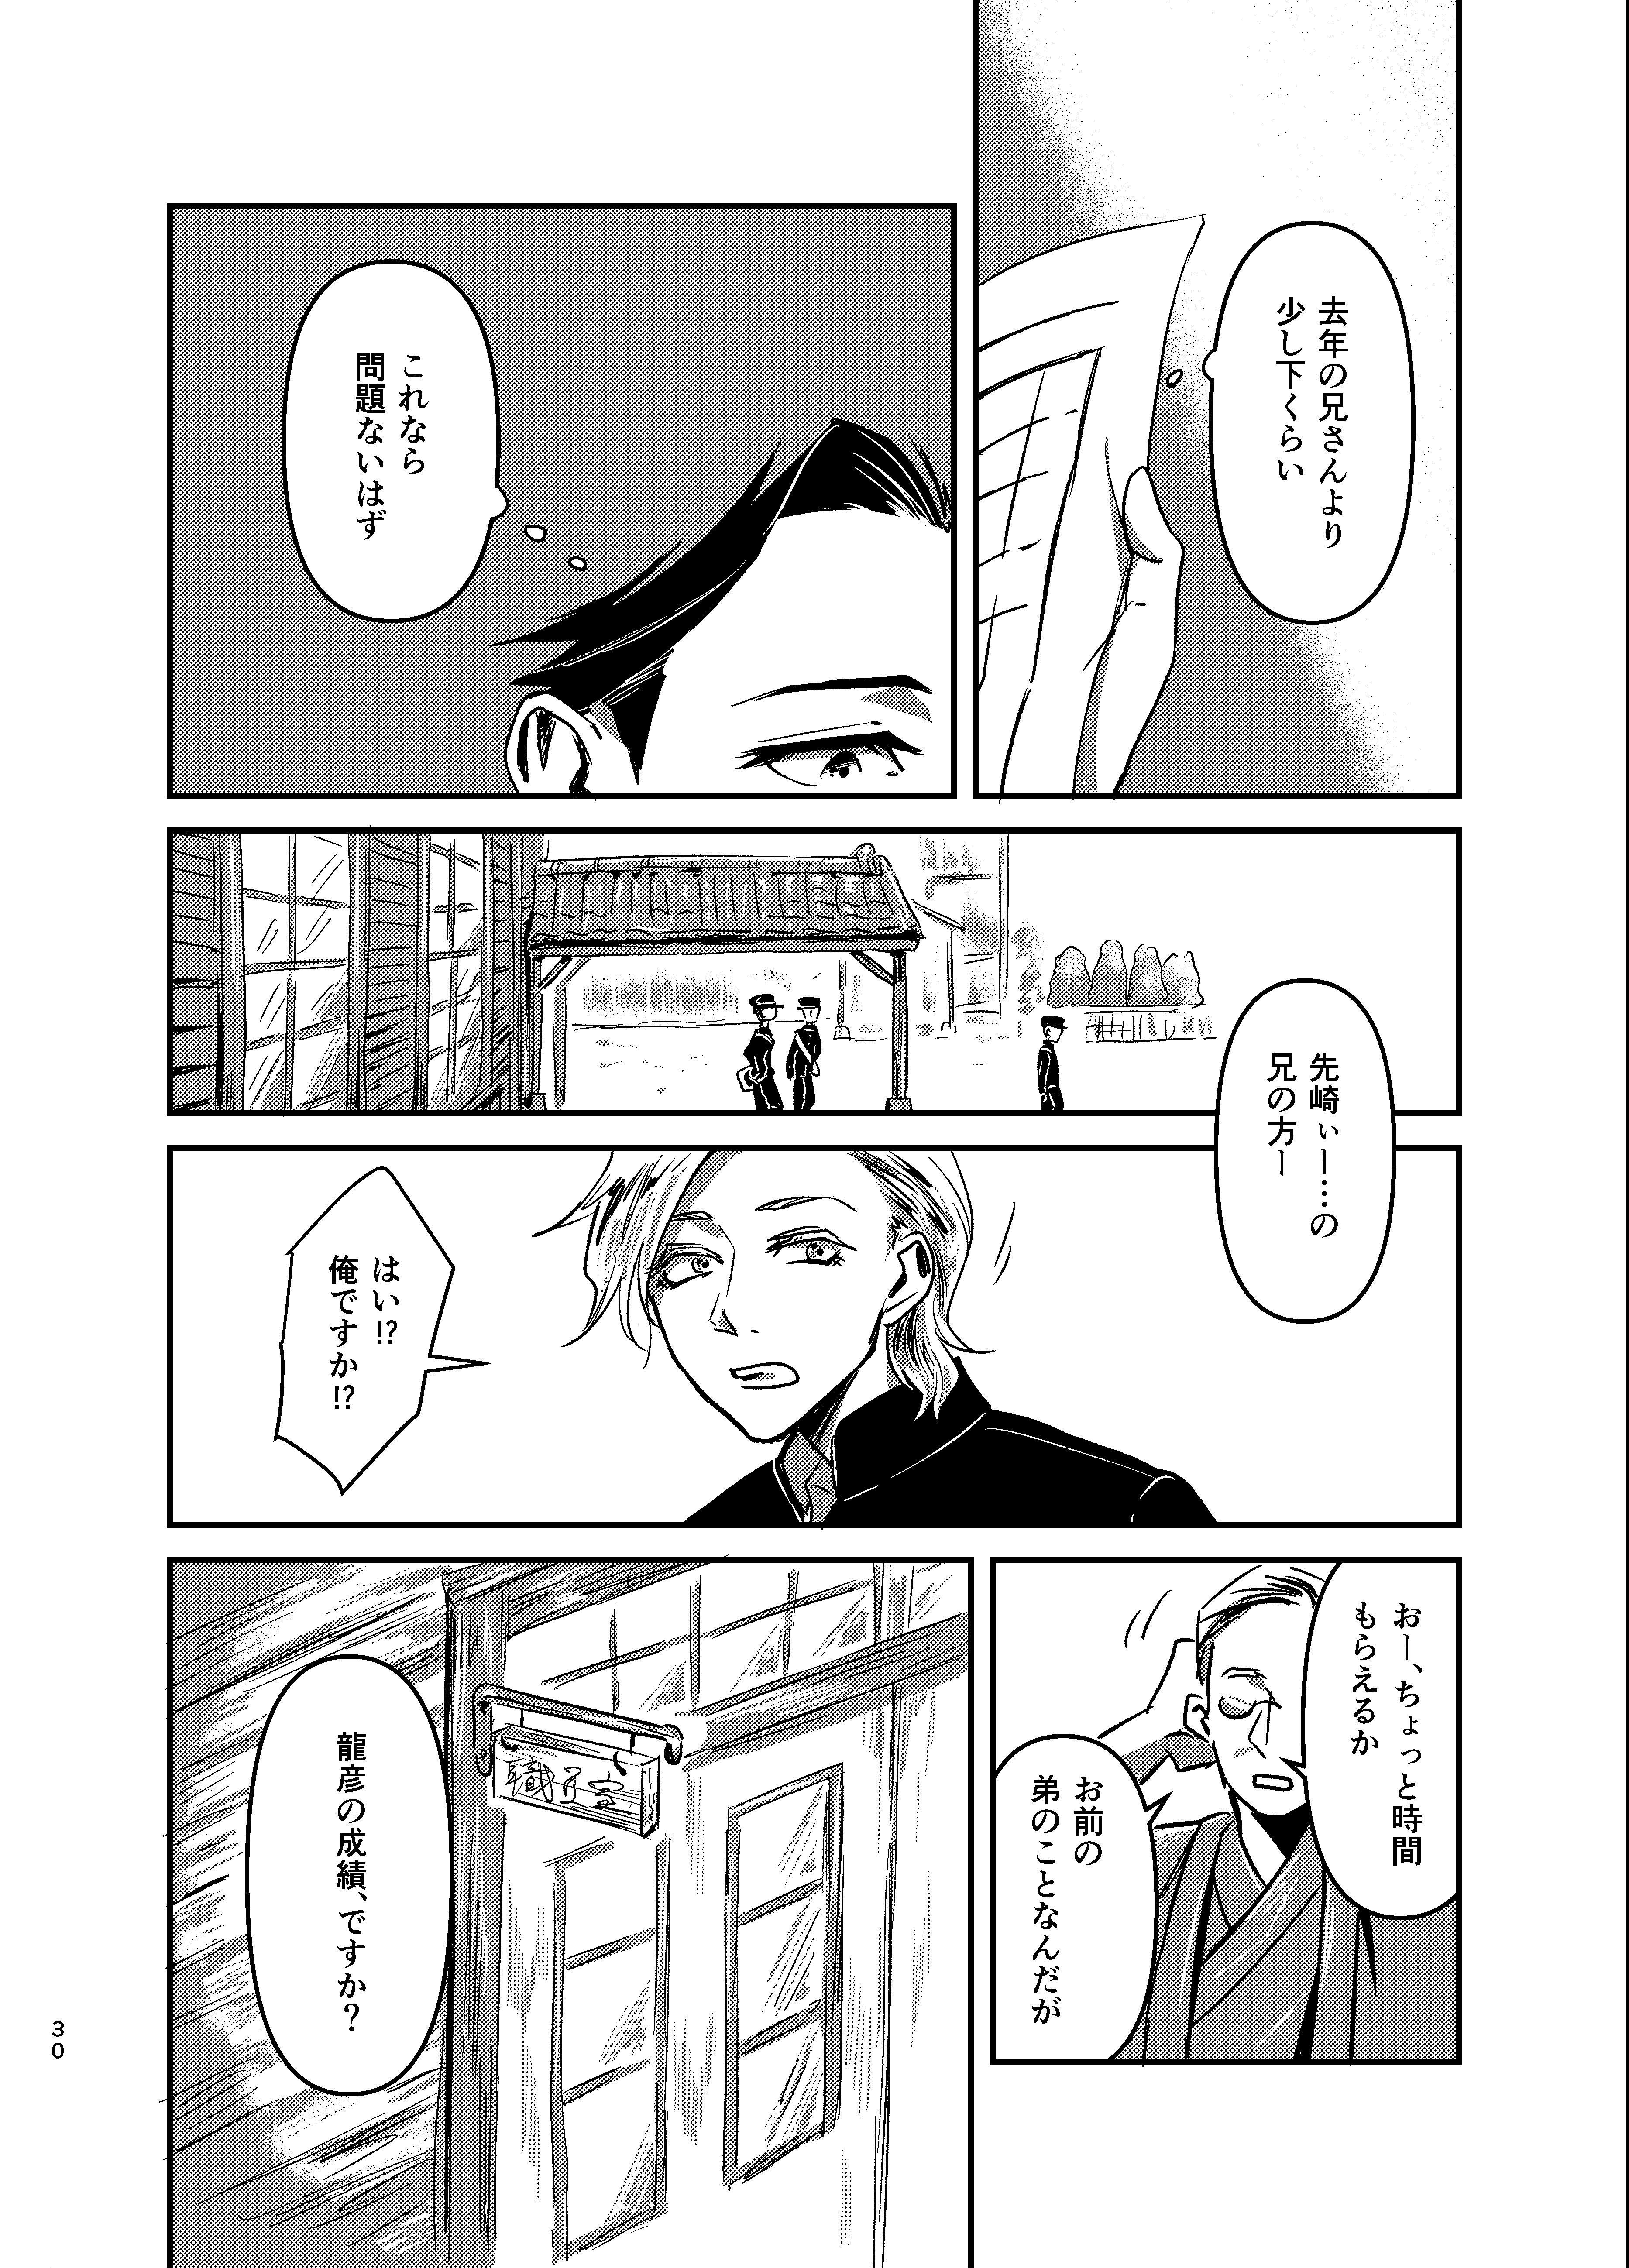 去年の兄さんより
少し下くらい
これなら
問題ないはず
先崎ぃー…の
兄の方ー
はい!?
俺ですか!?
おー、ちょっと時間
もらえるか
お前の
弟のことなんだが
職員室
龍彦の成績、ですか?
30